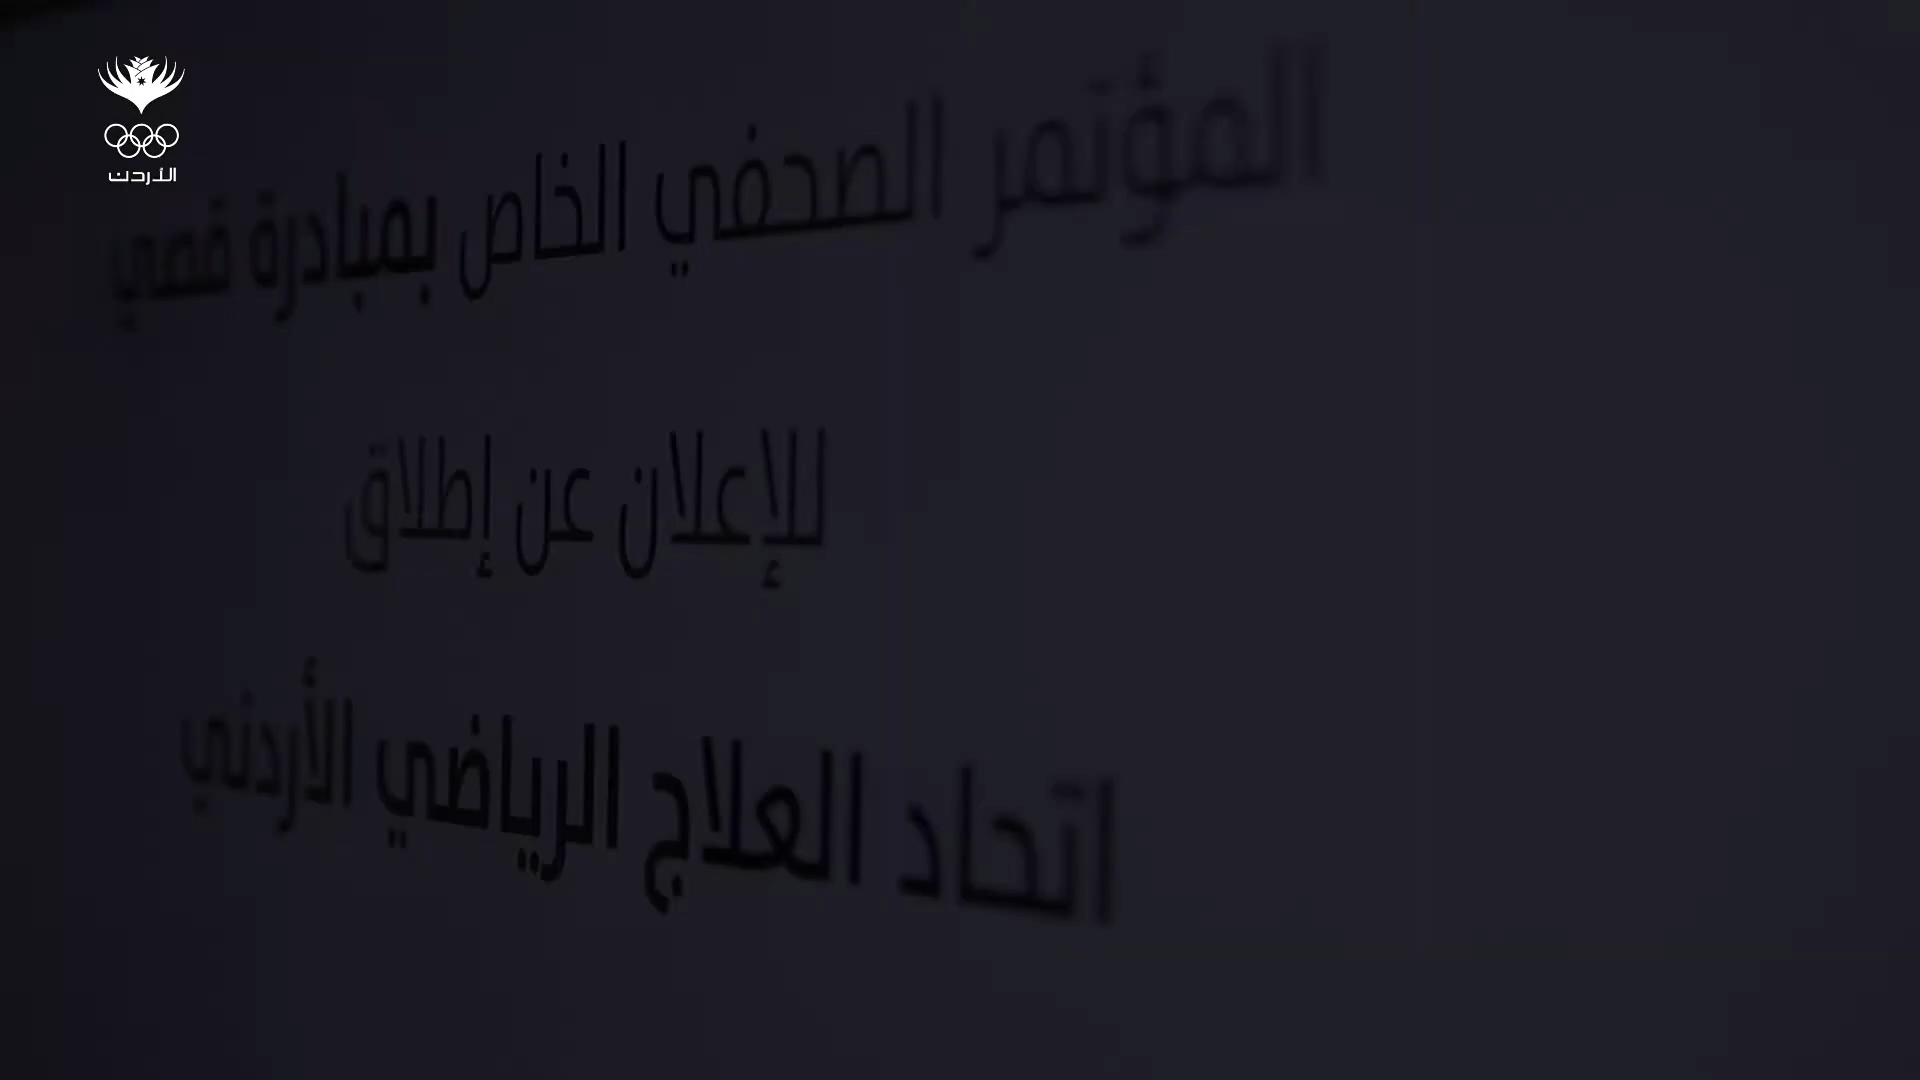 الأردن
المؤتمر الصحفي الخاص بمبادرة قصي
للإعلان عن إطلاق
اتحاد العلاج الرياضي الأردني